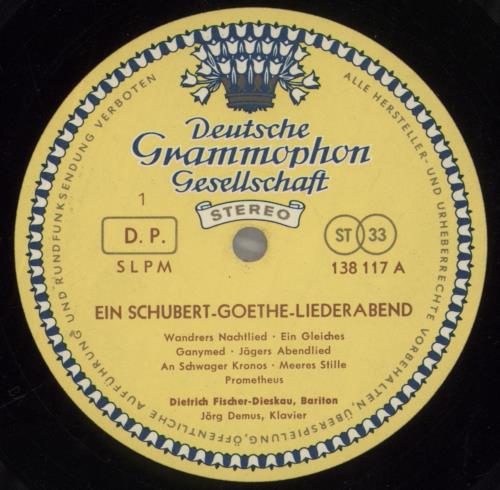 Deutsche
Grammophon
Gesellschaft
STEREO
1
D. P.
SLPM
ST 33
138 117 A
EIN SCHUBERT-GOETHE-LIEDERABEND
Wandrers Nachtlied · Ein Gleiches
Ganymed · Jägers Abendlied
An Schwager Kronos · Meeres Stille
Prometheus
Dietrich Fischer-Dieskau, Bariton
Jörg Demus, Klavier
ALLE HERSTELLER- UND URHEBERRECHTE VORBEHALTEN, ÜBERSPIELUNG, ÖFFENTLICHE AUFFÜHRUNG UND RUNDFUNKSENDUNG VERBOTEN